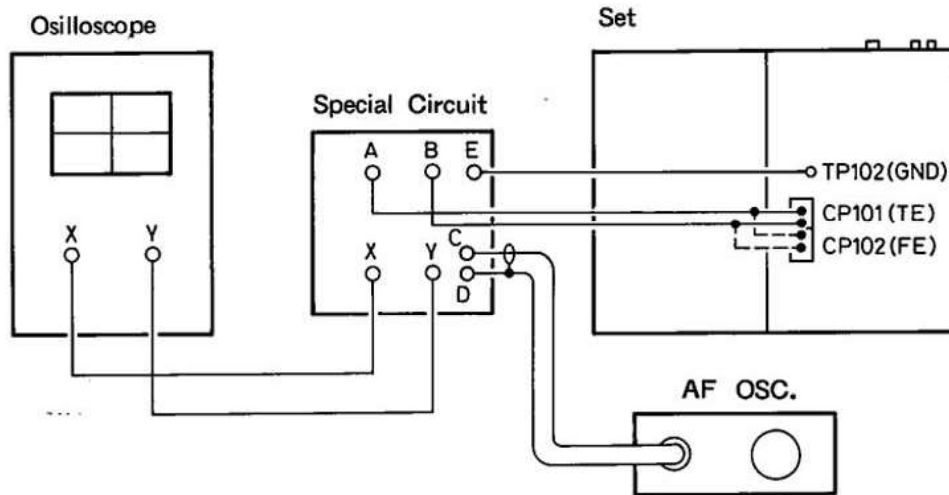 Osilloscope
Set
Special Circuit
A B E
TP102(GND)
CP101(TE)
CP102(FE)
X Y
X Y C
D
AF OSC.